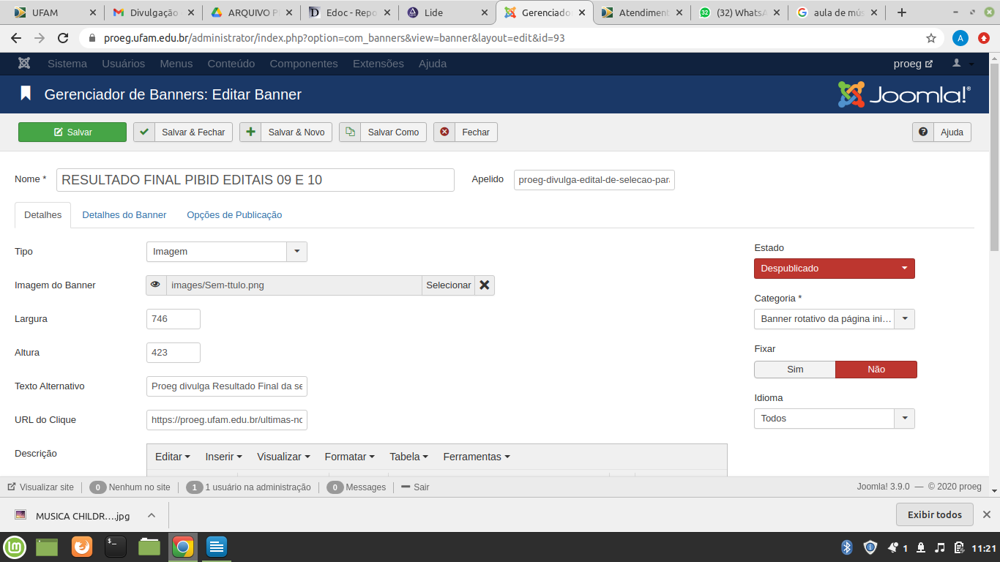 UFAM
Divulgação
ARQUIVO P
Edoc - Repo
Lide
Gerenciado
Atendiment
(32) WhatsA
aula de mús
proeg.ufam.edu.br/administrator/index.php?option=com_banners&view=banner&layout=edit&id=93
A
Sistema Usuários Menus Conteúdo Componentes Extensões Ajuda proeg
Gerenciador de Banners: Editar Banner
Joomla!®
Salvar
Salvar & Fechar
Salvar & Novo
Salvar Como
Fechar
Ajuda
Nome * RESULTADO FINAL PIBID EDITAIS 09 E 10
Apelido proeg-divulga-edital-de-selecao-par
Detalhes Detalhes do Banner Opções de Publicação
Tipo Imagem
Imagem do Banner images/Sem-ttulo.png Selecionar
Largura 746
Altura 423
Texto Alternativo Proeg divulga Resultado Final da se
URL do Clique https://proeg.ufam.edu.br/ultimas-no
Descrição
Editar Inserir Visualizar Formatar Tabela Ferramentas
Estado
Despublicado
Categoria *
Banner rotativo da página ini…
Fixar
Sim Não
Idioma
Todos
Visualizar site 0 Nenhum no site 1 1 usuário na administração 0 Messages Sair
Joomla! 3.9.0 — © 2020 proeg
MUSICA CHILDR….jpg
Exibir todos
1 11:21